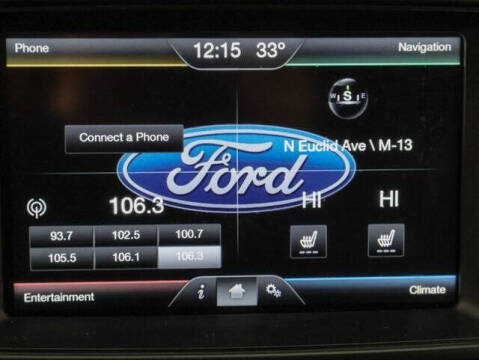 Phone
12:15 33°
Navigation
W S E
Connect a Phone
N Euclid Ave \ M-13
Ford
106.3
HI HI
93.7 102.5 100.7
105.5 106.1 106.3
Entertainment
i
Climate